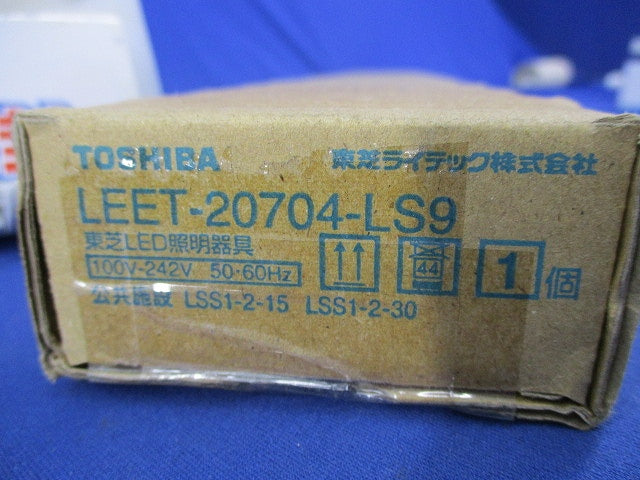 TOSHIBA 東芝ライテック株式会社
LEET-20704-LS9
東芝LED照明器具
100V-242V 50・60Hz 44 1 個
公共施設 LSS1-2-15 LSS1-2-30